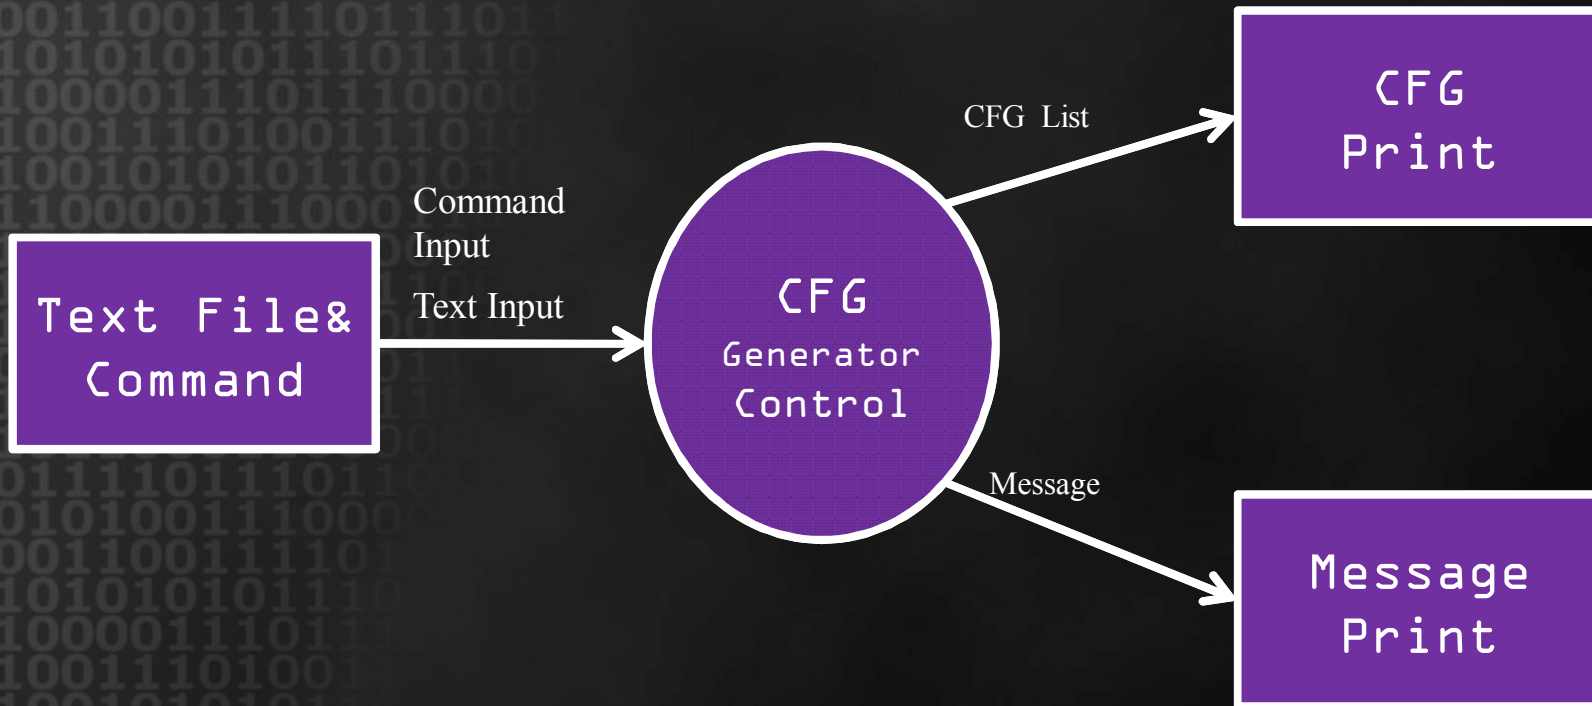 Text File&
Command
Command
Input
Text Input
CFG
Generator
Control
CFG List
CFG
Print
Message
Message
Print